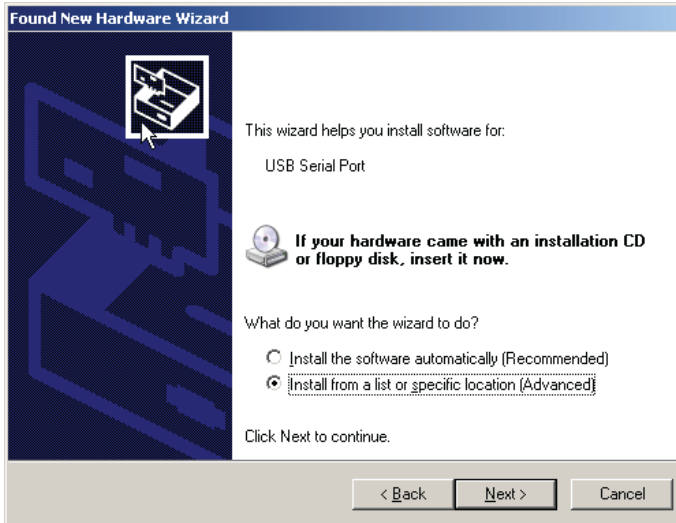 Found New Hardware Wizard
This wizard helps you install software for:
USB Serial Port
If your hardware came with an installation CD
or floppy disk, insert it now.
What do you want the wizard to do?
Install the software automatically (Recommended)
Install from a list or specific location (Advanced)
Click Next to continue.
< Back Next > Cancel